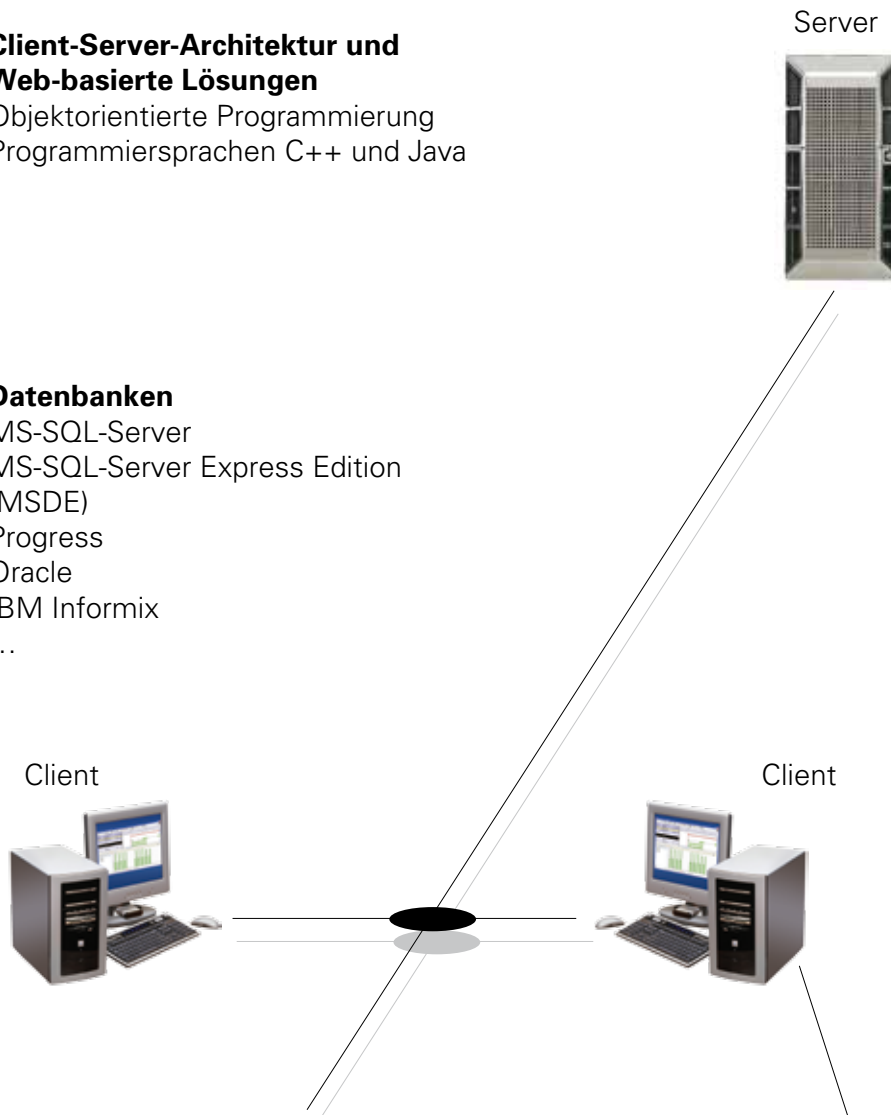 Server
Client-Server-Architektur und
Web-basierte Lösungen
Objektorientierte Programmierung
Programmiersprachen C++ und Java
Datenbanken
MS-SQL-Server
MS-SQL-Server Express Edition
(MSDE)
Progress
Oracle
IBM Informix
…
Client
Client